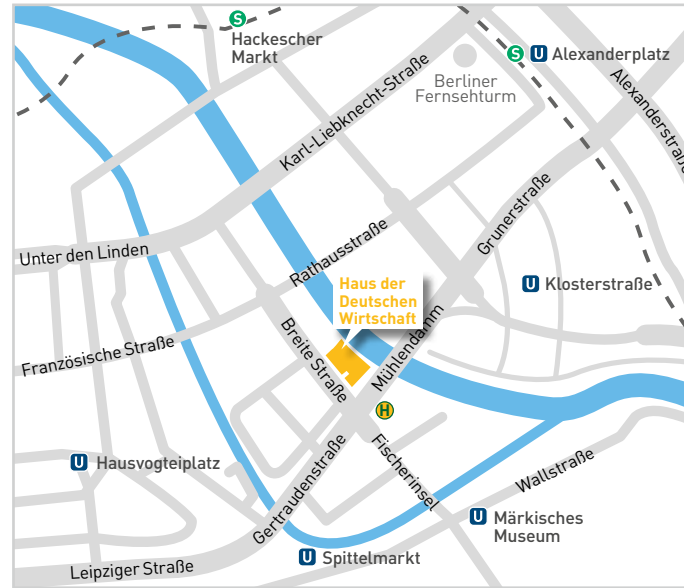 S
Hackescher
Markt
S U Alexanderplatz
Berliner
Fernsehturm
Alexanderstraße
Karl-Liebknecht-Straße
Unter den Linden
Rathausstraße
Grunerstraße
Haus der
Deutschen
Wirtschaft
U Klosterstraße
Französische Straße
Breite Straße
Mühlendamm
H
U Hausvogteiplatz
Gertraudenstraße
Fischerinsel
Wallstraße
U Märkisches
Museum
U Spittelmarkt
Leipziger Straße